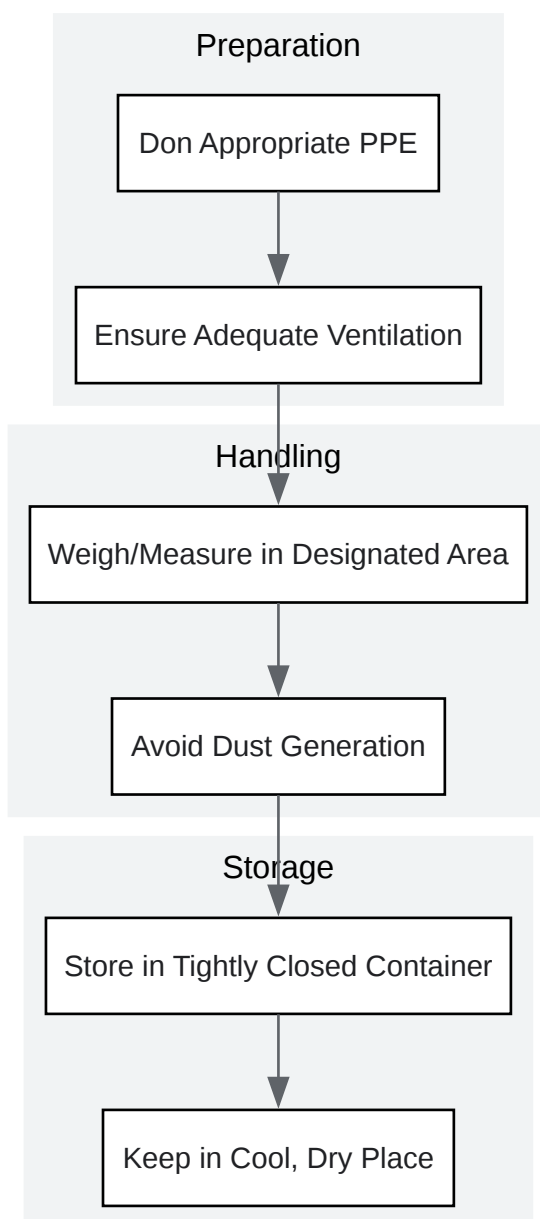 Preparation
Don Appropriate PPE
Ensure Adequate Ventilation
Handling
Weigh/Measure in Designated Area
Avoid Dust Generation
Storage
Store in Tightly Closed Container
Keep in Cool, Dry Place